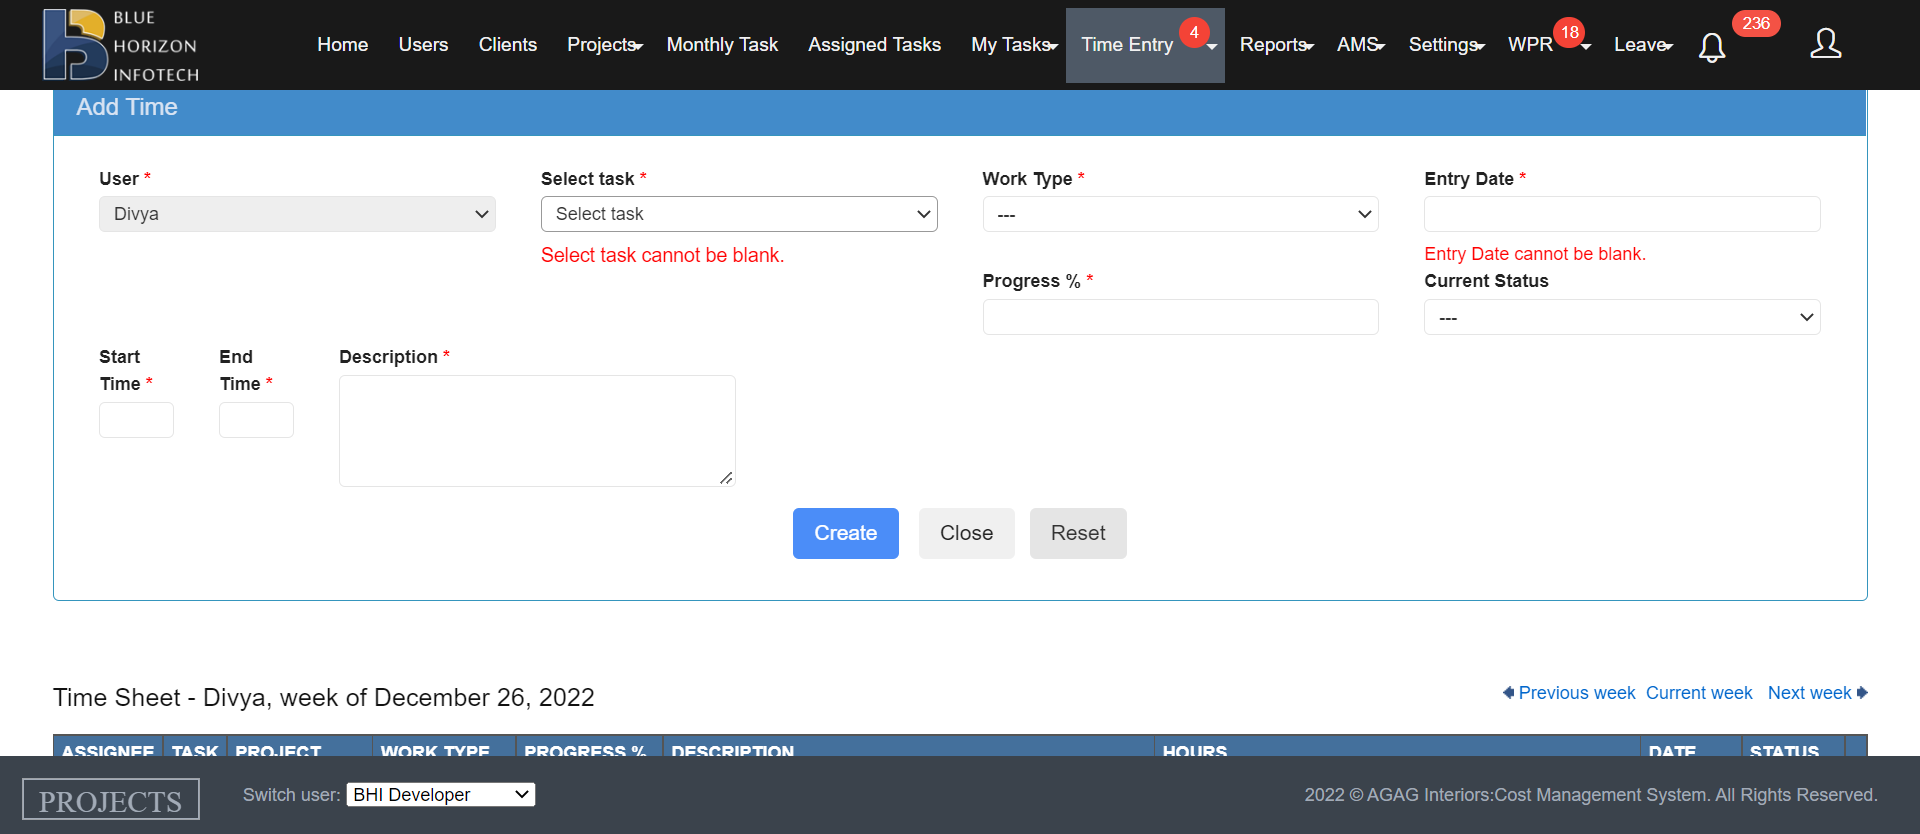 BLUE
HORIZON
INFOTECH
Home Users Clients Projects Monthly Task Assigned Tasks My Tasks Time Entry 4 Reports AMS Settings WPR 18 Leave 236
Add Time
User * Select task * Work Type * Entry Date *
Divya Select task ---
Select task cannot be blank. Entry Date cannot be blank.
Progress % * Current Status
---
Start Time * End Time * Description *
Create Close Reset
Time Sheet - Divya, week of December 26, 2022 Previous week Current week Next week
ASSIGNEE TASK PROJECT WORK TYPE PROGRESS % DESCRIPTION HOURS DATE STATUS
PROJECTS Switch user: BHI Developer 2022 © AGAG Interiors:Cost Management System. All Rights Reserved.